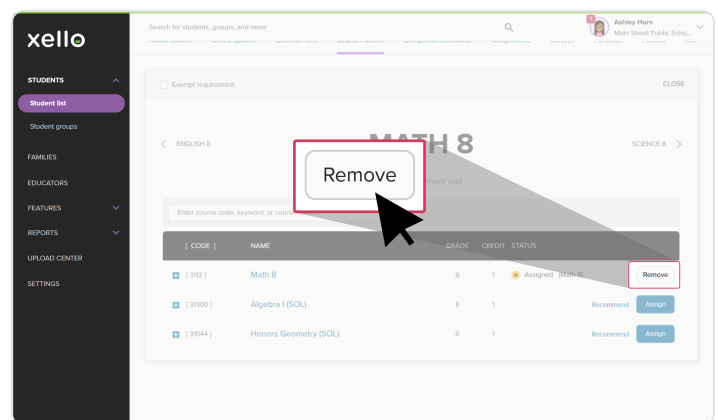 xello
Search for students, groups, and more
7
Ashley Horn
Main Street Public Scho...
STUDENTS
Student list
Student groups
FAMILIES
EDUCATORS
FEATURES
REPORTS
UPLOAD CENTER
SETTINGS
Exempt requirement
CLOSE
ENGLISH 8
MATH 8
SCIENCE 8
Remove
met
Enter course code, keyword, or course
[ CODE ] NAME GRADE CREDIT STATUS
[ 3112 ] Math 8 8 1 Assigned (Math 8) Remove
[ 31300 ] Algebra I (SOL) 8 1 Recommend Assign
[ 31544 ] Honors Geometry (SOL) 8 1 Recommend Assign